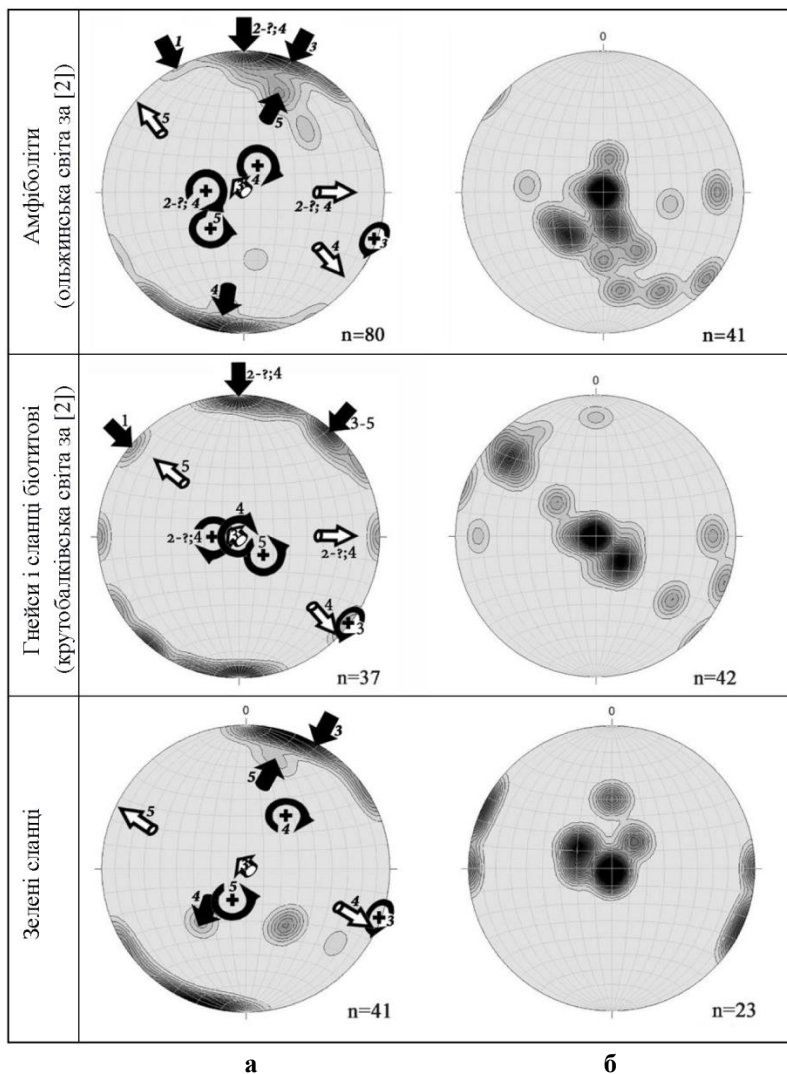 Амфіболіти
(ольжинська світа за [2])
1
2-?;4
3
5
5
4
2-?; 4
2-?; 4
3
5
4
3
4
n=80
0
n=41
Гнейси і сланці біотитові
(крутобалківська світа за [2])
2-?;4
1
3-5
5
4
2-?;4
3
2-?;4
5
4
3
n=37
0
n=42
Зелені сланці
0
3
5
5
4
3
4
5
4
3
n=41
0
n=23
а
б